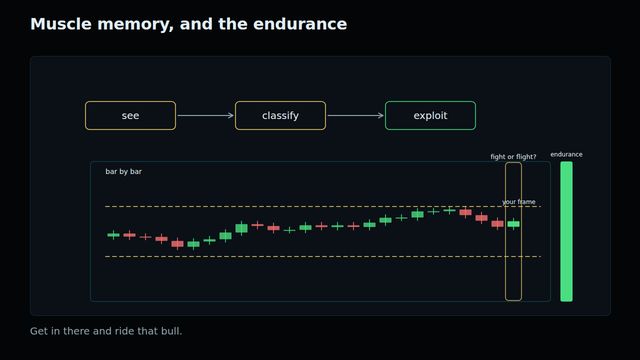 Muscle memory, and the endurance
see
classify
exploit
fight or flight?
endurance
bar by bar
your frame
Get in there and ride that bull.